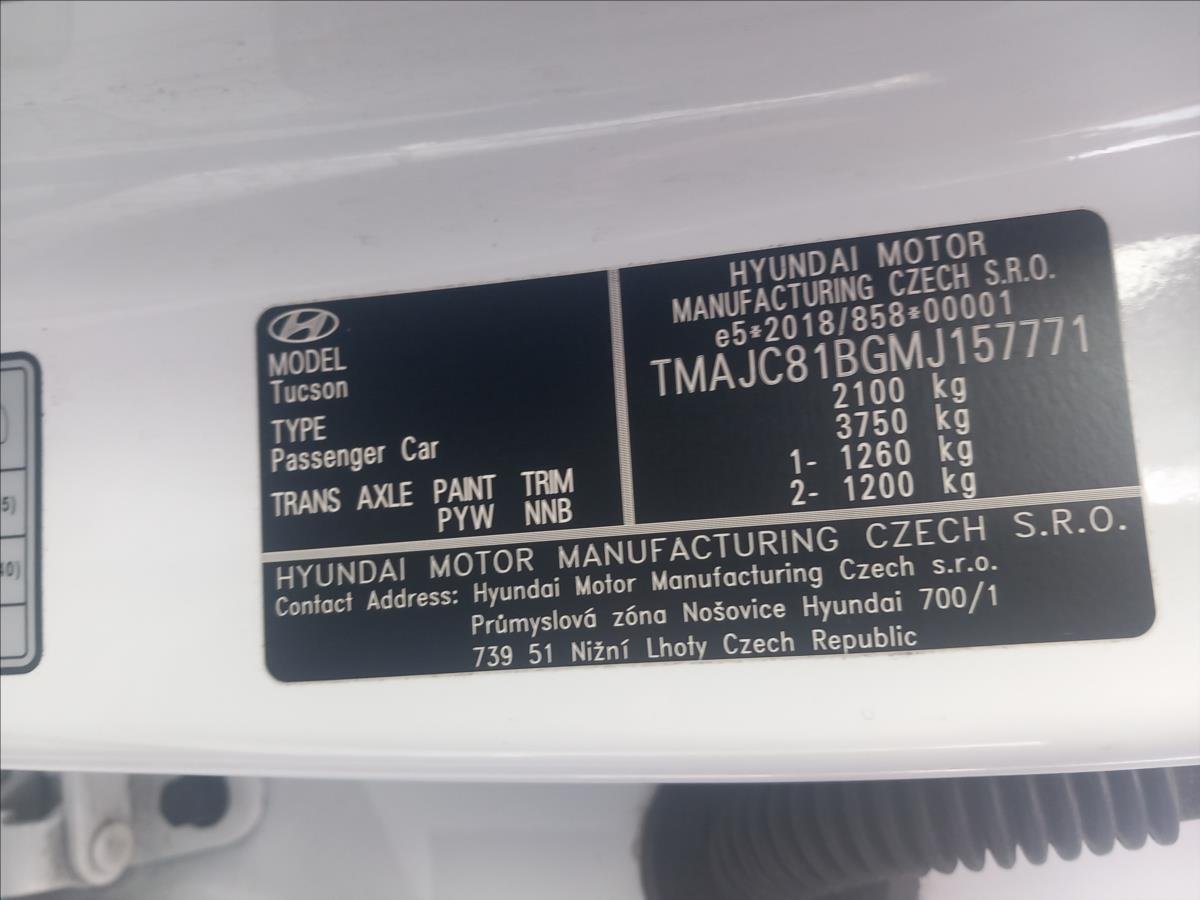 MODEL
Tucson
TYPE
Passenger Car
TRANS AXLE PAINT TRIM
PYW NNB
HYUNDAI MOTOR
MANUFACTURING CZECH S.R.O.
e5*2018/858*00001
TMAJC81BGMJ157771
2100 kg
3750 kg
1- 1260 kg
2- 1200 kg
HYUNDAI MOTOR MANUFACTURING CZECH S.R.O.
Contact Address: Hyundai Motor Manufacturing Czech s.r.o.
Průmyslová zóna Nošovice Hyundai 700/1
739 51 Nižní Lhoty Czech Republic